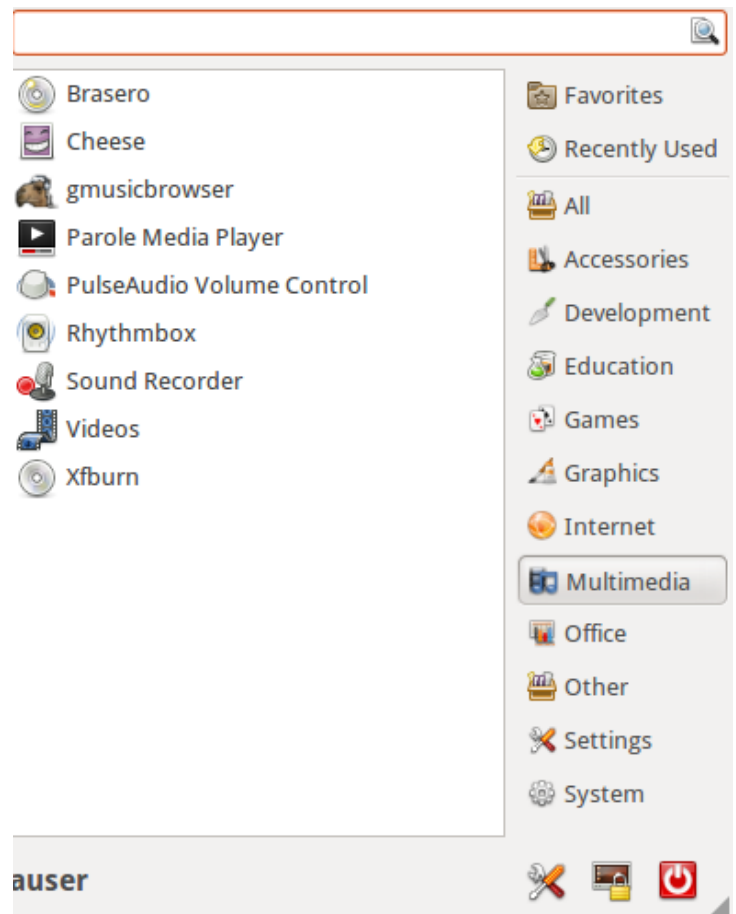 Brasero
Cheese
gmusicbrowser
Parole Media Player
PulseAudio Volume Control
Rhythmbox
Sound Recorder
Videos
Xfburn
Favorites
Recently Used
All
Accessories
Development
Education
Games
Graphics
Internet
Multimedia
Office
Other
Settings
System
auser